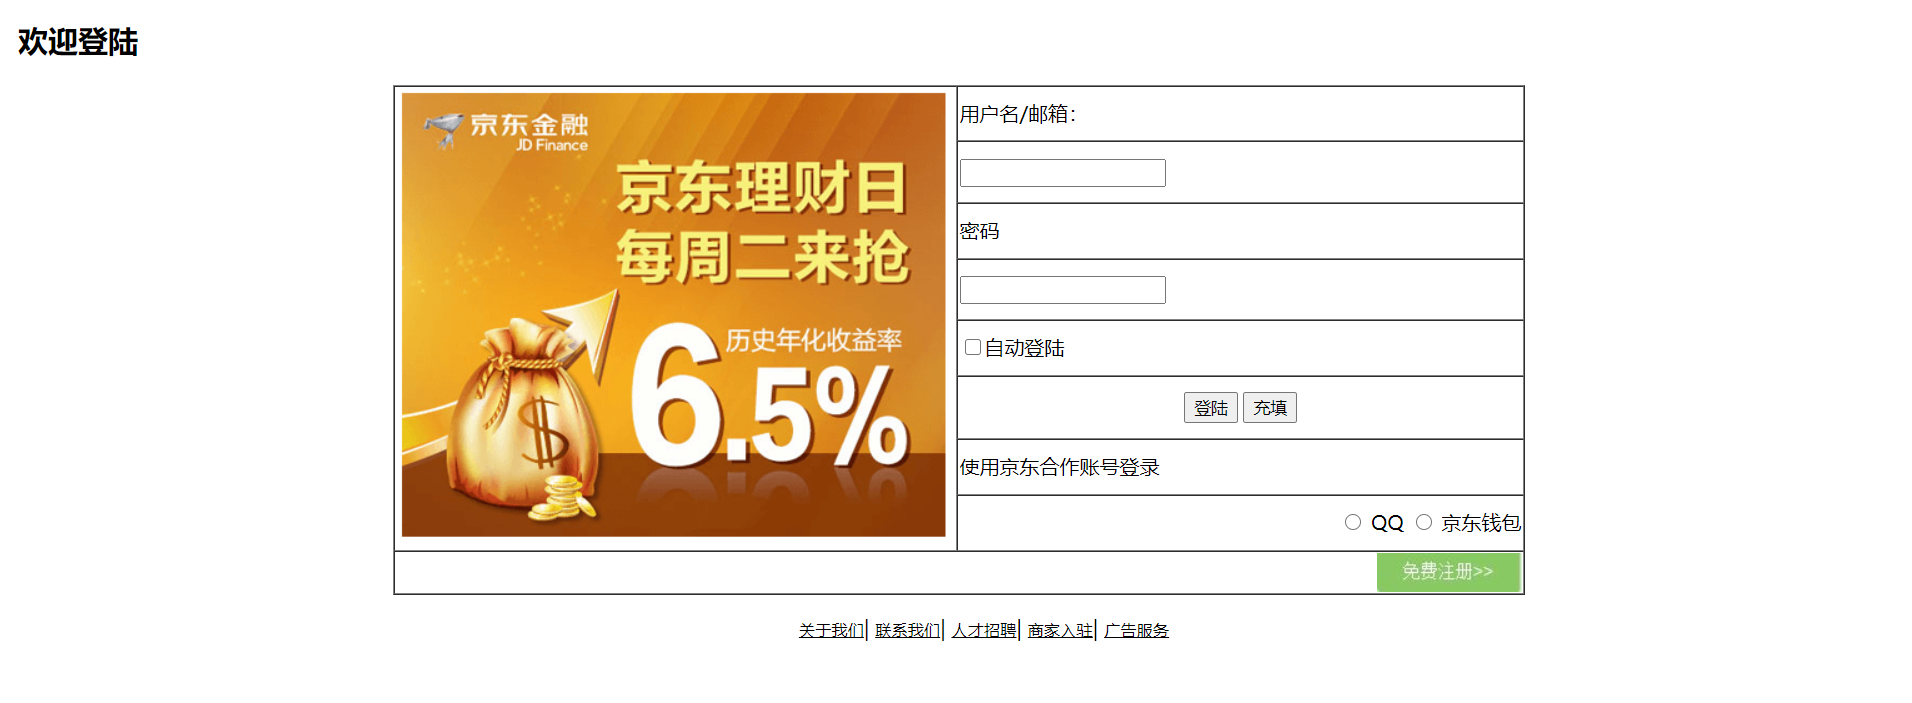 欢迎登陆
京东金融
JD Finance
京东理财日
每周二来抢
历史年化收益率
6.5%
用户名/邮箱：
密码
自动登陆
登陆 充填
使用京东合作账号登录
QQ 京东钱包
免费注册>>
关于我们| 联系我们| 人才招聘| 商家入驻| 广告服务